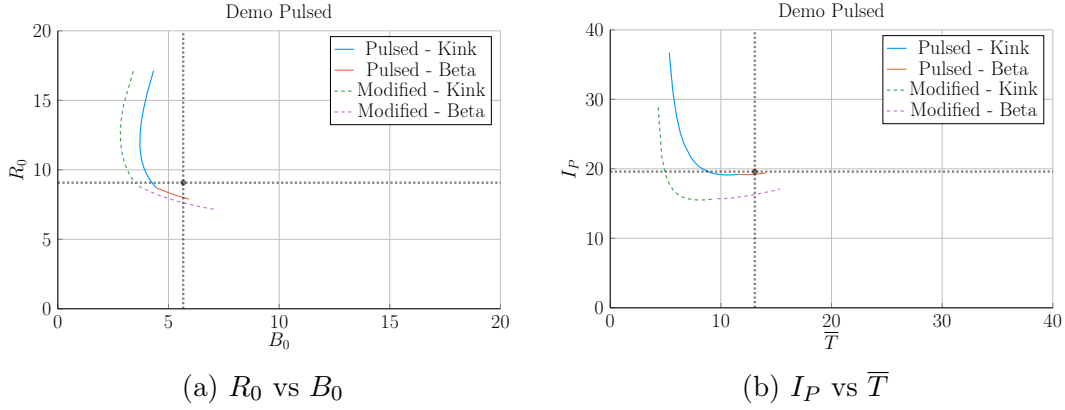 Demo Pulsed
20
15
10
5
0
0
5
10
15
20
R₀
B₀
Pulsed - Kink
Pulsed - Beta
Modified - Kink
Modified - Beta
(a) R₀ vs B₀
Demo Pulsed
40
30
20
10
0
0
10
20
30
40
I_P
T̅
Pulsed - Kink
Pulsed - Beta
Modified - Kink
Modified - Beta
(b) I_P vs T̅